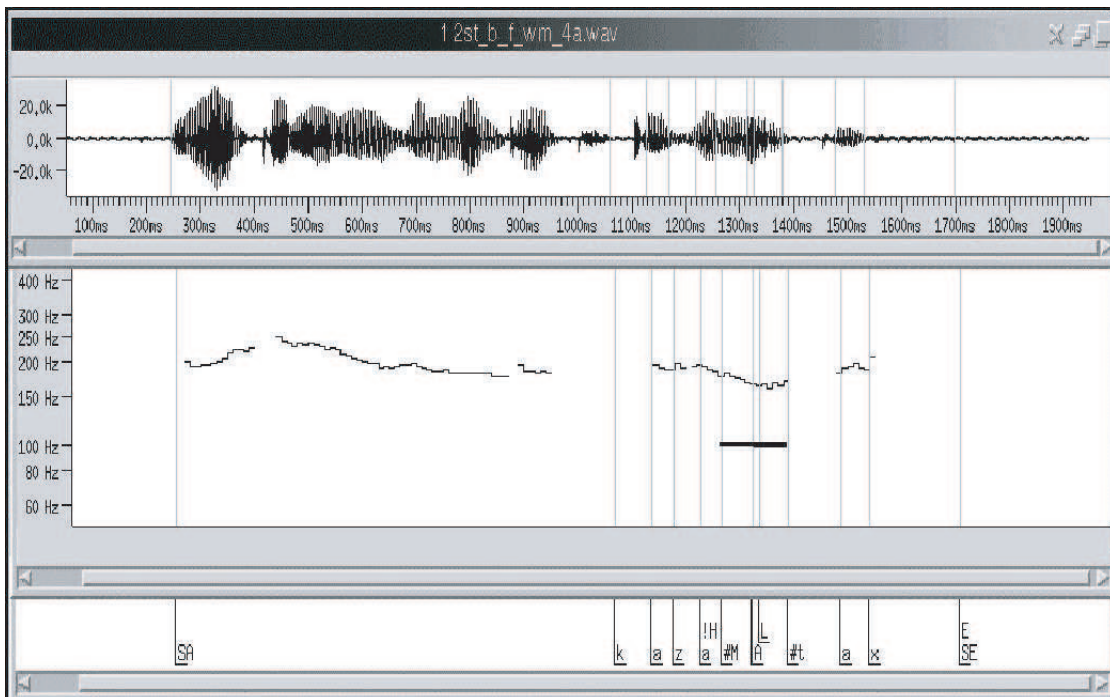 1 2st_b_f_wm_4a.wav
20.0k
0.0k
-20.0k
100ms 200ms 300ms 400ms 500ms 600ms 700ms 800ms 900ms 1000ms 1100ms 1200ms 1300ms 1400ms 1500ms 1600ms 1700ms 1800ms 1900ms
400 Hz
300 Hz
250 Hz
200 Hz
150 Hz
100 Hz
80 Hz
60 Hz
!H L E
SA k a z a #M A #t a x SE